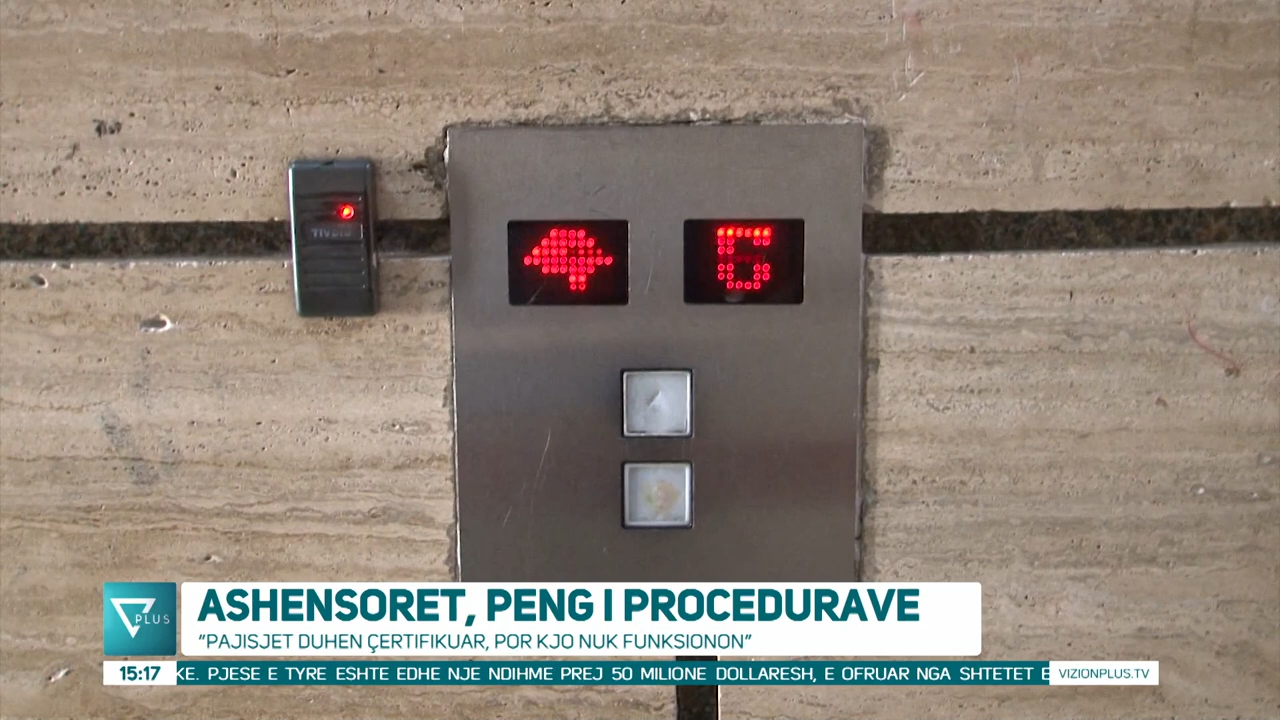 6
PLUS
ASHENSORET, PENG I PROCEDURAVE
“PAJISJET DUHEN ÇERTIFIKUAR, POR KJO NUK FUNKSIONON”
15:17
KE. PJESE E TYRE ESHTE EDHE NJE NDIHME PREJ 50 MILIONE DOLLARESH, E OFRUAR NGA SHTETET
VIZIONPLUS.TV